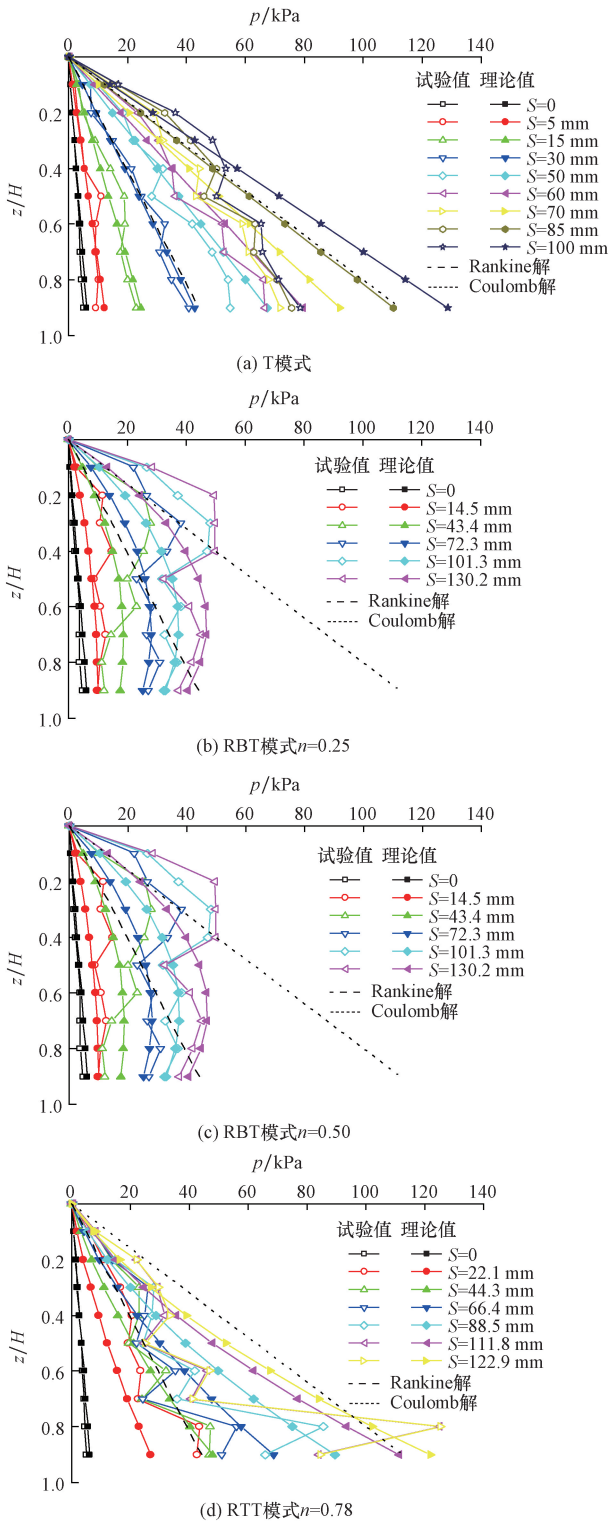 p/kPa
0 20 40 60 80 100 120 140
0.2
0.4
0.6
0.8
1.0
z/H
试验值 理论值
S=0
S=5 mm
S=15 mm
S=30 mm
S=50 mm
S=60 mm
S=70 mm
S=85 mm
S=100 mm
Rankine解
Coulomb解
(a) T模式
p/kPa
0 20 40 60 80 100 120 140
0.2
0.4
0.6
0.8
1.0
z/H
试验值 理论值
S=0
S=14.5 mm
S=43.4 mm
S=72.3 mm
S=101.3 mm
S=130.2 mm
Rankine解
Coulomb解
(b) RBT模式n=0.25
p/kPa
0 20 40 60 80 100 120 140
0.2
0.4
0.6
0.8
1.0
z/H
试验值 理论值
S=0
S=14.5 mm
S=43.4 mm
S=72.3 mm
S=101.3 mm
S=130.2 mm
Rankine解
Coulomb解
(c) RBT模式n=0.50
p/kPa
0 20 40 60 80 100 120 140
0.2
0.4
0.6
0.8
1.0
z/H
试验值 理论值
S=0
S=22.1 mm
S=44.3 mm
S=66.4 mm
S=88.5 mm
S=111.8 mm
S=122.9 mm
Rankine解
Coulomb解
(d) RTT模式n=0.78